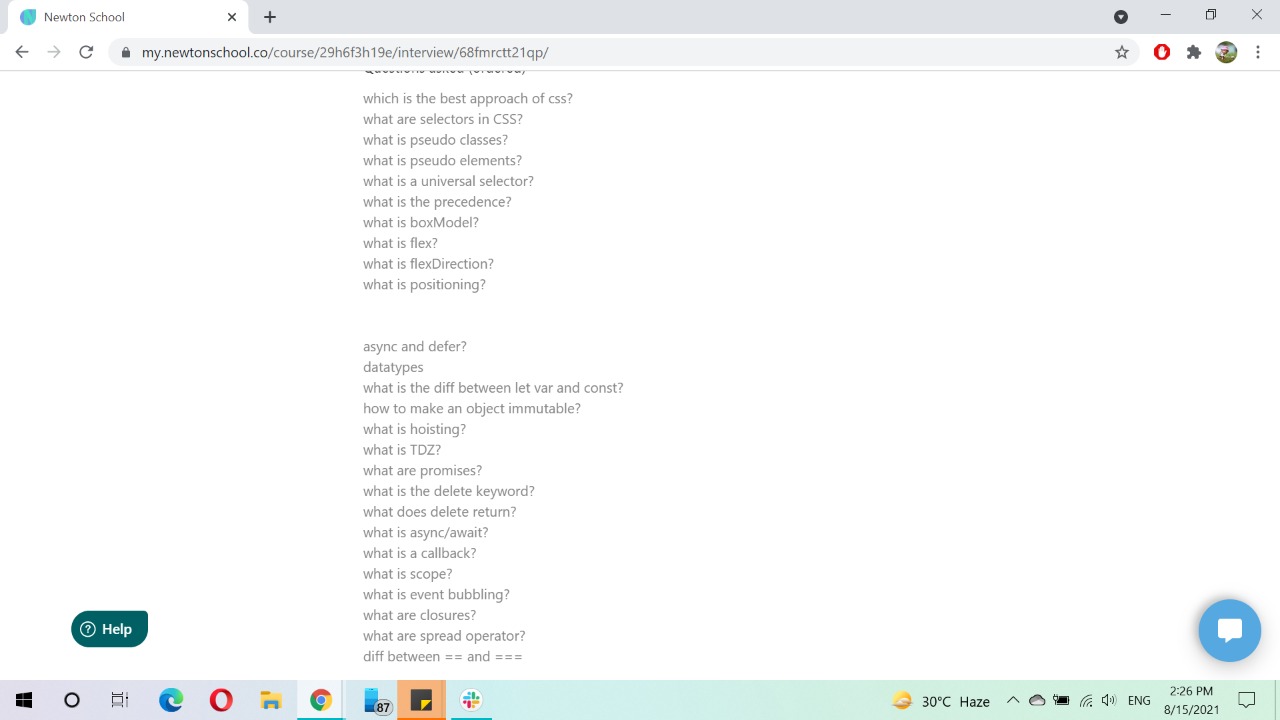 Newton School
my.newtonschool.co/course/29h6f3h19e/interview/68fmrctt21qp/
Questions asked (ordered)
which is the best approach of css?
what are selectors in CSS?
what is pseudo classes?
what is pseudo elements?
what is a universal selector?
what is the precedence?
what is boxModel?
what is flex?
what is flexDirection?
what is positioning?
async and defer?
datatypes
what is the diff between let var and const?
how to make an object immutable?
what is hoisting?
what is TDZ?
what are promises?
what is the delete keyword?
what does delete return?
what is async/await?
what is a callback?
what is scope?
what is event bubbling?
what are closures?
what are spread operator?
diff between == and ===
Help
87
30°C Haze
ENG
2:26 PM
8/15/2021